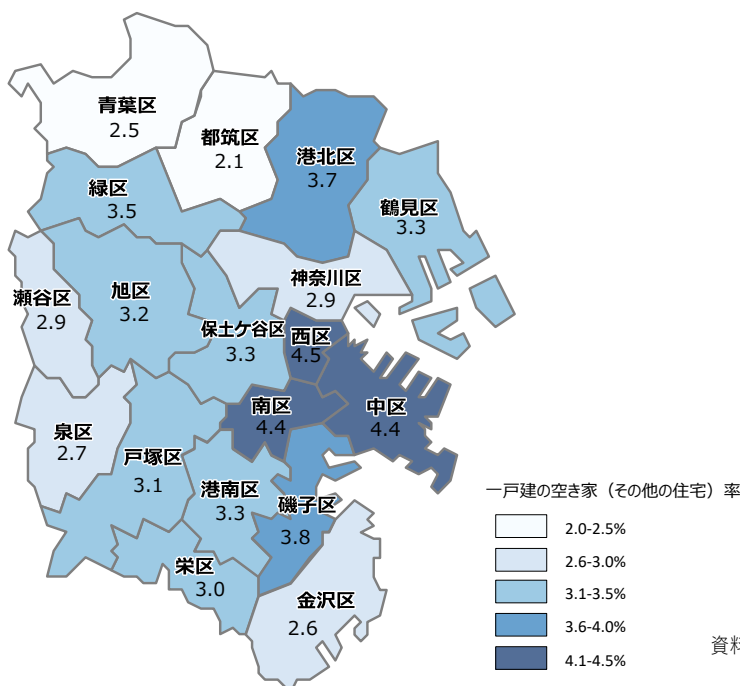 青葉区
2.5
都筑区
2.1
港北区
3.7
緑区
3.5
鶴見区
3.3
神奈川区
2.9
瀬谷区
2.9
旭区
3.2
保土ケ谷区
3.3
西区
4.5
南区
4.4
中区
4.4
泉区
2.7
戸塚区
3.1
港南区
3.3
磯子区
3.8
栄区
3.0
金沢区
2.6
一戸建の空き家（その他の住宅）率
2.0-2.5%
2.6-3.0%
3.1-3.5%
3.6-4.0%
4.1-4.5%
資料